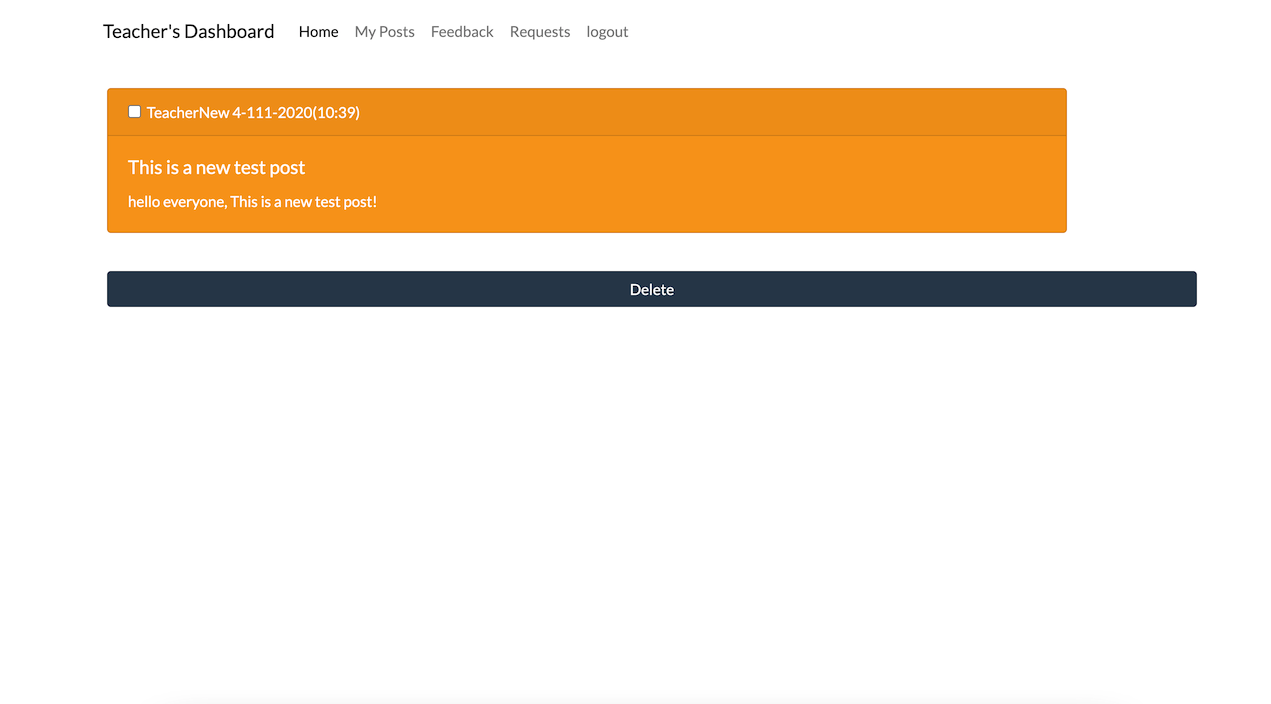 Teacher's Dashboard Home My Posts Feedback Requests logout
TeacherNew 4-111-2020(10:39)
This is a new test post
hello everyone, This is a new test post!
Delete